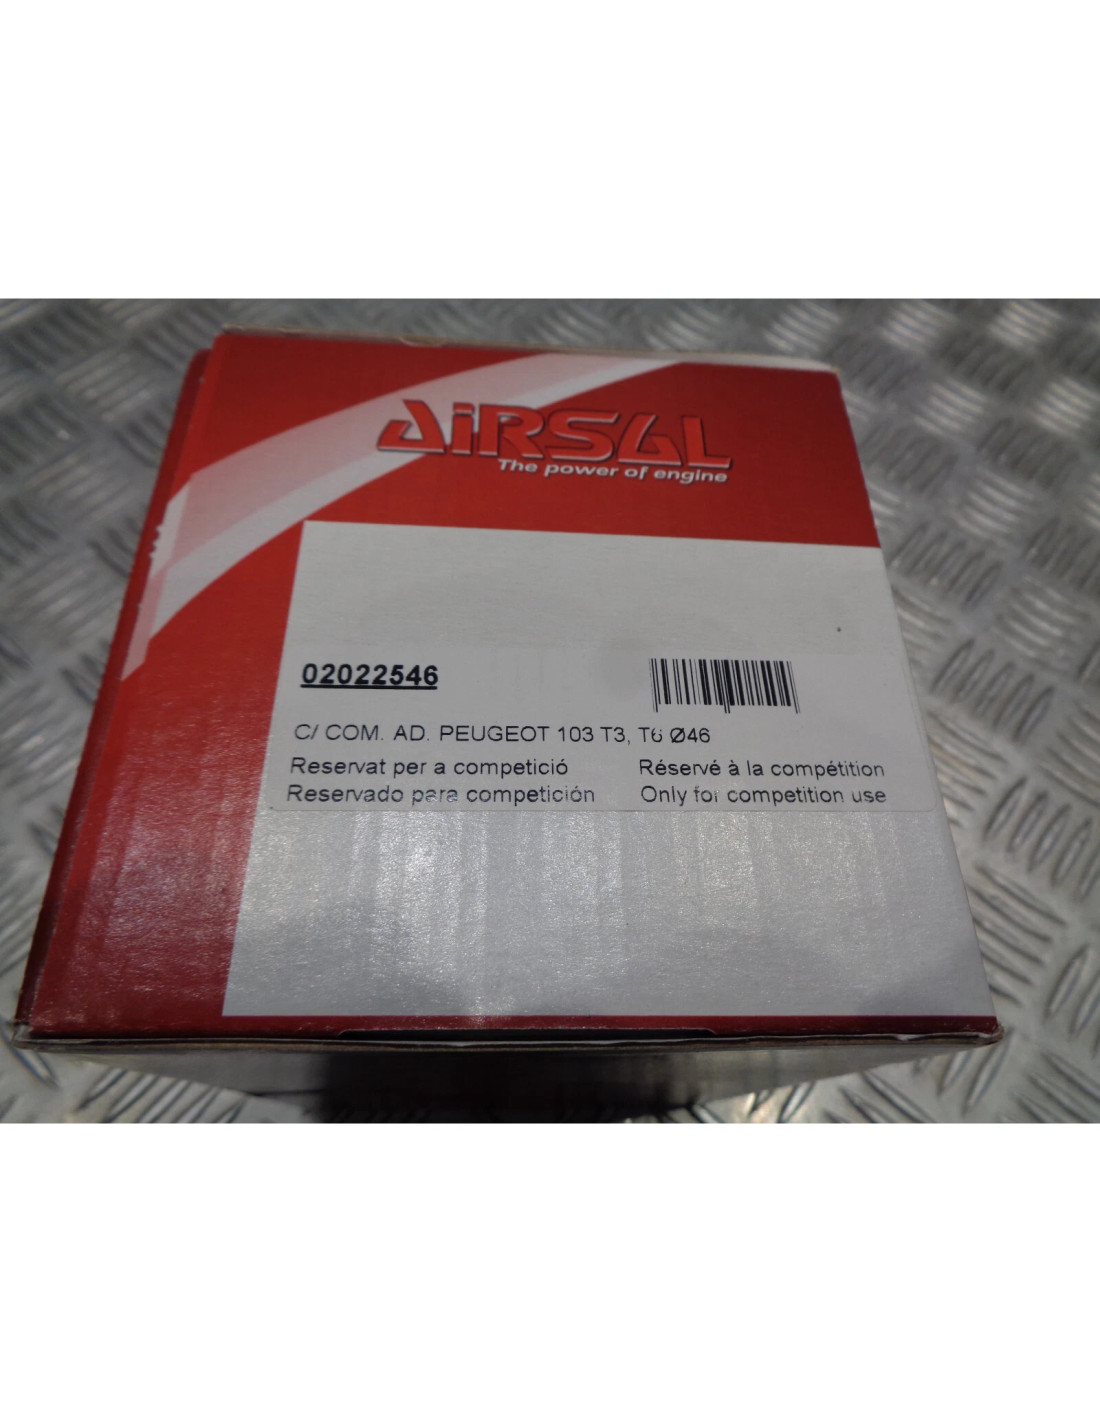 AiRSAL
The power of engine
02022546
C/ COM. AD. PEUGEOT 103 T3, T6 Ø46
Reservat per a competició
Réservé à la compétition
Reservado para competición
Only for competition use